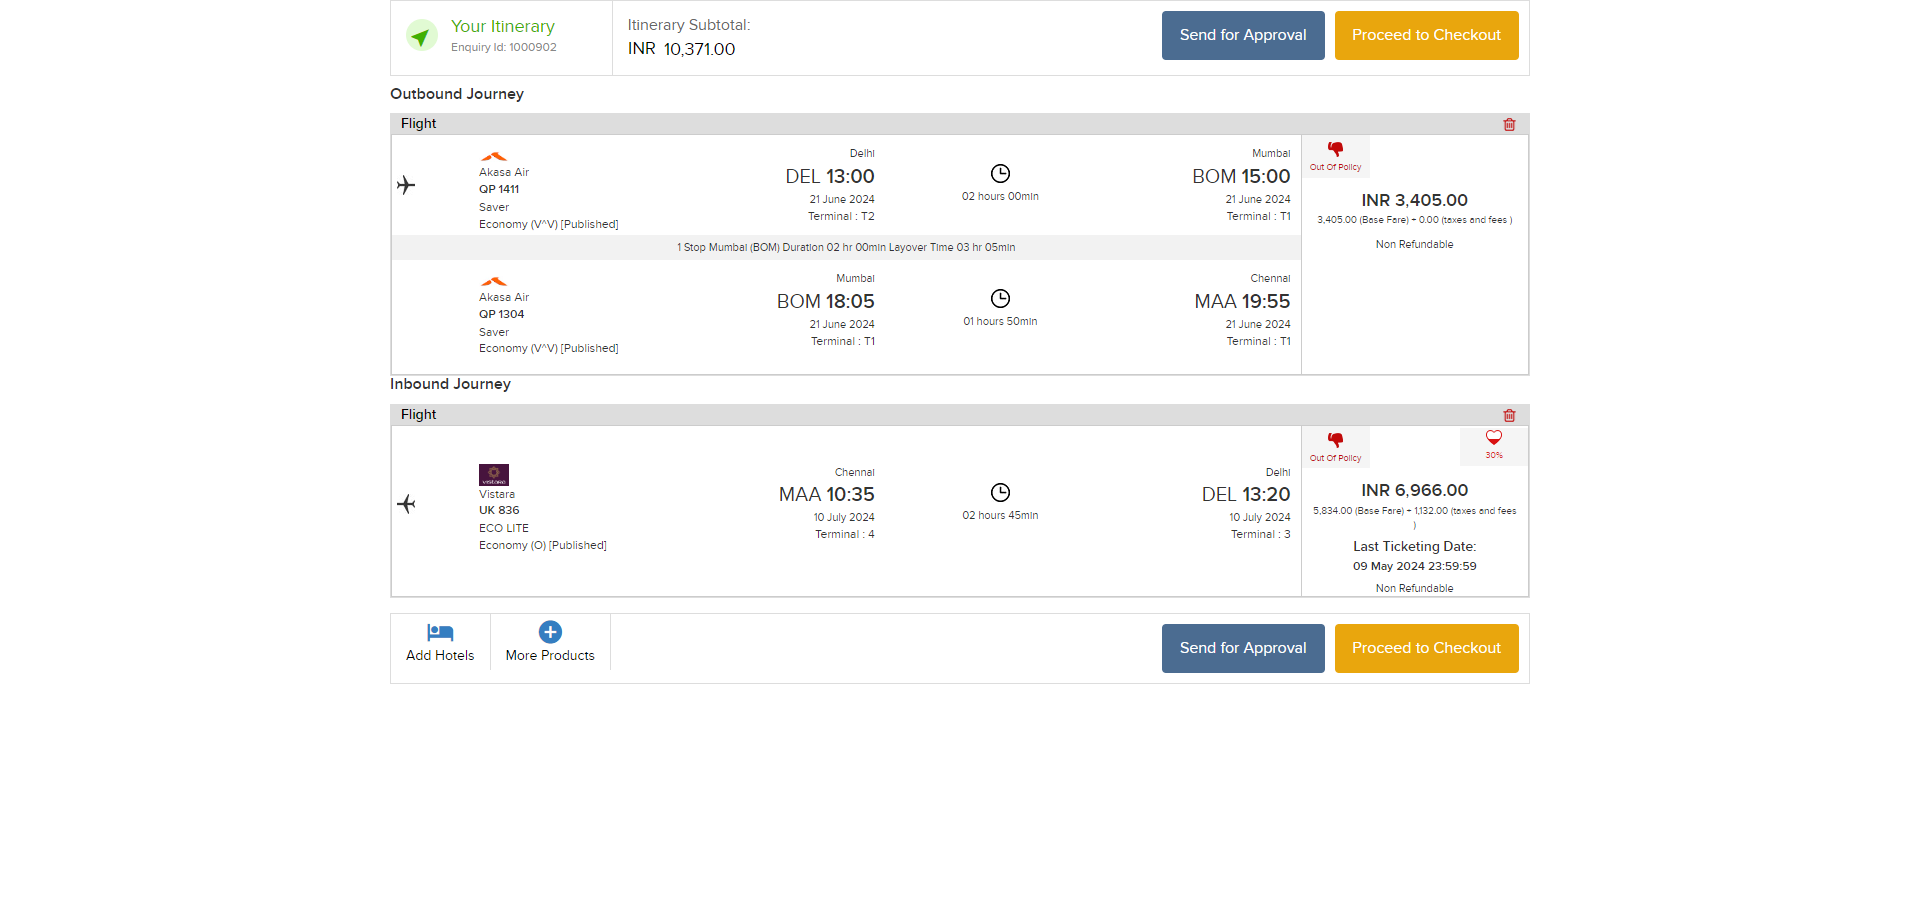 Your Itinerary
Enquiry Id: 1000902
Itinerary Subtotal:
INR 10,371.00
Send for Approval
Proceed to Checkout
Outbound Journey
Flight
Akasa Air
QP 1411
Saver
Economy (V^V) [Published]
Delhi
DEL 13:00
21 June 2024
Terminal : T2
02 hours 00min
Mumbai
BOM 15:00
21 June 2024
Terminal : T1
Out Of Policy
INR 3,405.00
3,405.00 (Base Fare) + 0.00 (taxes and fees )
Non Refundable
1 Stop Mumbai (BOM) Duration 02 hr 00min Layover Time 03 hr 05min
Akasa Air
QP 1304
Saver
Economy (V^V) [Published]
Mumbai
BOM 18:05
21 June 2024
Terminal : T1
01 hours 50min
Chennai
MAA 19:55
21 June 2024
Terminal : T1
Inbound Journey
Flight
vistara
Vistara
UK 836
ECO LITE
Economy (O) [Published]
Chennai
MAA 10:35
10 July 2024
Terminal : 4
02 hours 45min
Delhi
DEL 13:20
10 July 2024
Terminal : 3
Out Of Policy
30%
INR 6,966.00
5,834.00 (Base Fare) + 1,132.00 (taxes and fees
)
Last Ticketing Date:
09 May 2024 23:59:59
Non Refundable
Add Hotels
More Products
Send for Approval
Proceed to Checkout